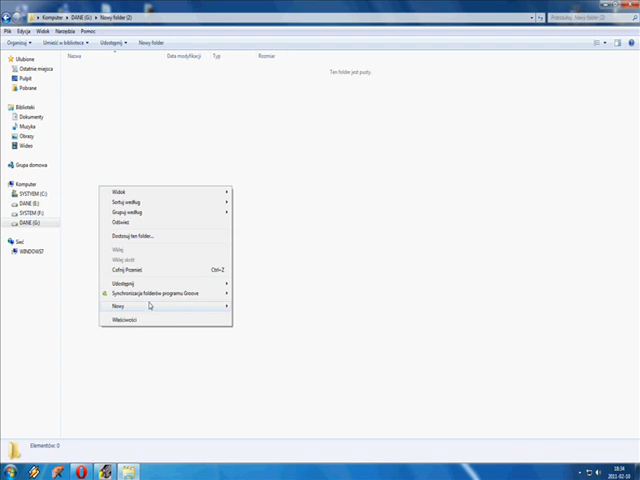 Komputer ▸ DANE (G:) ▸ Nowy folder (2)
Przeszukaj: Nowy folder (2)
Plik Edycja Widok Narzędzia Pomoc
Organizuj Umieść w bibliotece Udostępnij Nowy folder
Nazwa Data modyfikacji Typ Rozmiar
Ten folder jest pusty.
Ulubione
Ostatnie miejsca
Pulpit
Pobrane
Biblioteki
Dokumenty
Muzyka
Obrazy
Wideo
Grupa domowa
Komputer
SYSTYEM (C:)
DANE (E:)
SYSTEM (F:)
DANE (G:)
Sieć
WINDOWS7
Widok
Sortuj według
Grupuj według
Odśwież
Dostosuj ten folder...
Wklej
Wklej skrót
Cofnij Przenieś Ctrl+Z
Udostępnij
Synchronizacja folderów programu Groove
Nowy
Właściwości
Elementów: 0
18:34
2011-02-10